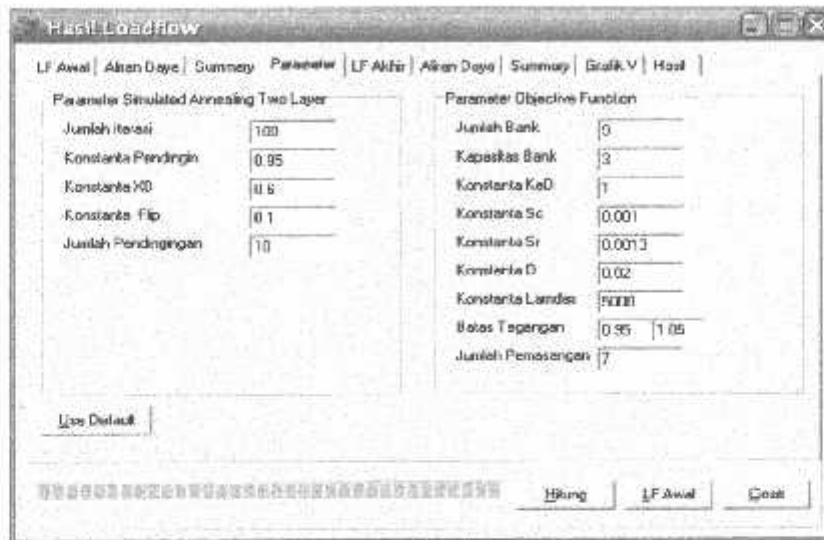 Hasil Loadflow
LF Awal Aliran Daya Summary Parameter LF Akhir Aliran Daya Summary Grafik V Hasil
Parameter Simulated Annealing Two Layer
Jumlah iterasi 100
Konstanta Pendingin 0.95
Konstanta X0 0.6
Konstanta Flip 0.1
Jumlah Pendinginan 10
Parameter Objective Function
Jumlah Bank
Kapasitas Bank 3
Konstanta KeD 1
Konstanta Sc 0.001
Konstanta Sr 0.0013
Konstanta D 0.02
Konstanta Lamdas 5000
Batas Tegangan 0.95 1.05
Jumlah Pemasangan 7
Use Default
Hitung LF Awal